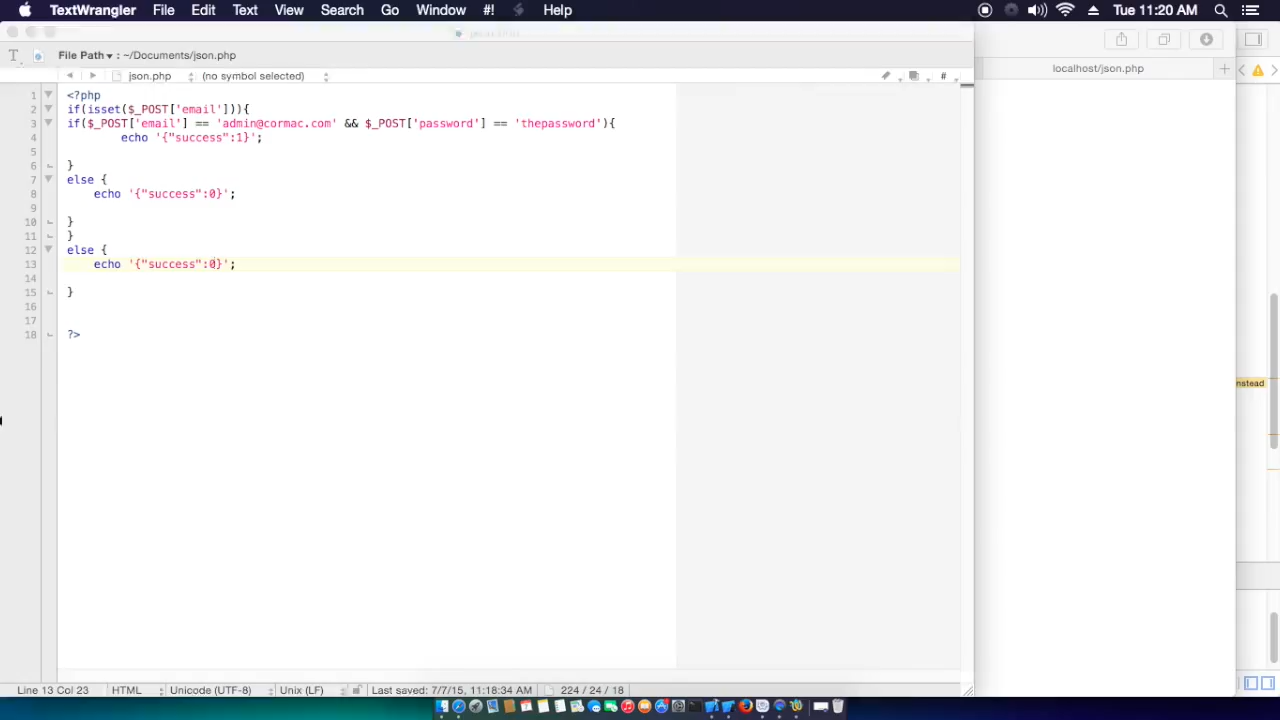 TextWrangler File Edit Text View Search Go Window #! Help Tue 11:20 AM
File Path ▾ : ~/Documents/json.php
json.php (no symbol selected) #
localhost/json.php
1 <?php
2 if(isset($_POST['email'])){
3 if($_POST['email'] == 'admin@cormac.com' && $_POST['password'] == 'thepassword'){
4 echo '{"success":1}';
5
6 }
7 else {
8 echo '{"success":0}';
9
10 }
11 }
12 else {
13 echo '{"success":0}';
14
15 }
16
17
18 ?>
nstead
Line 13 Col 23 HTML Unicode (UTF-8) Unix (LF) Last saved: 7/7/15, 11:18:34 AM 224 / 24 / 18